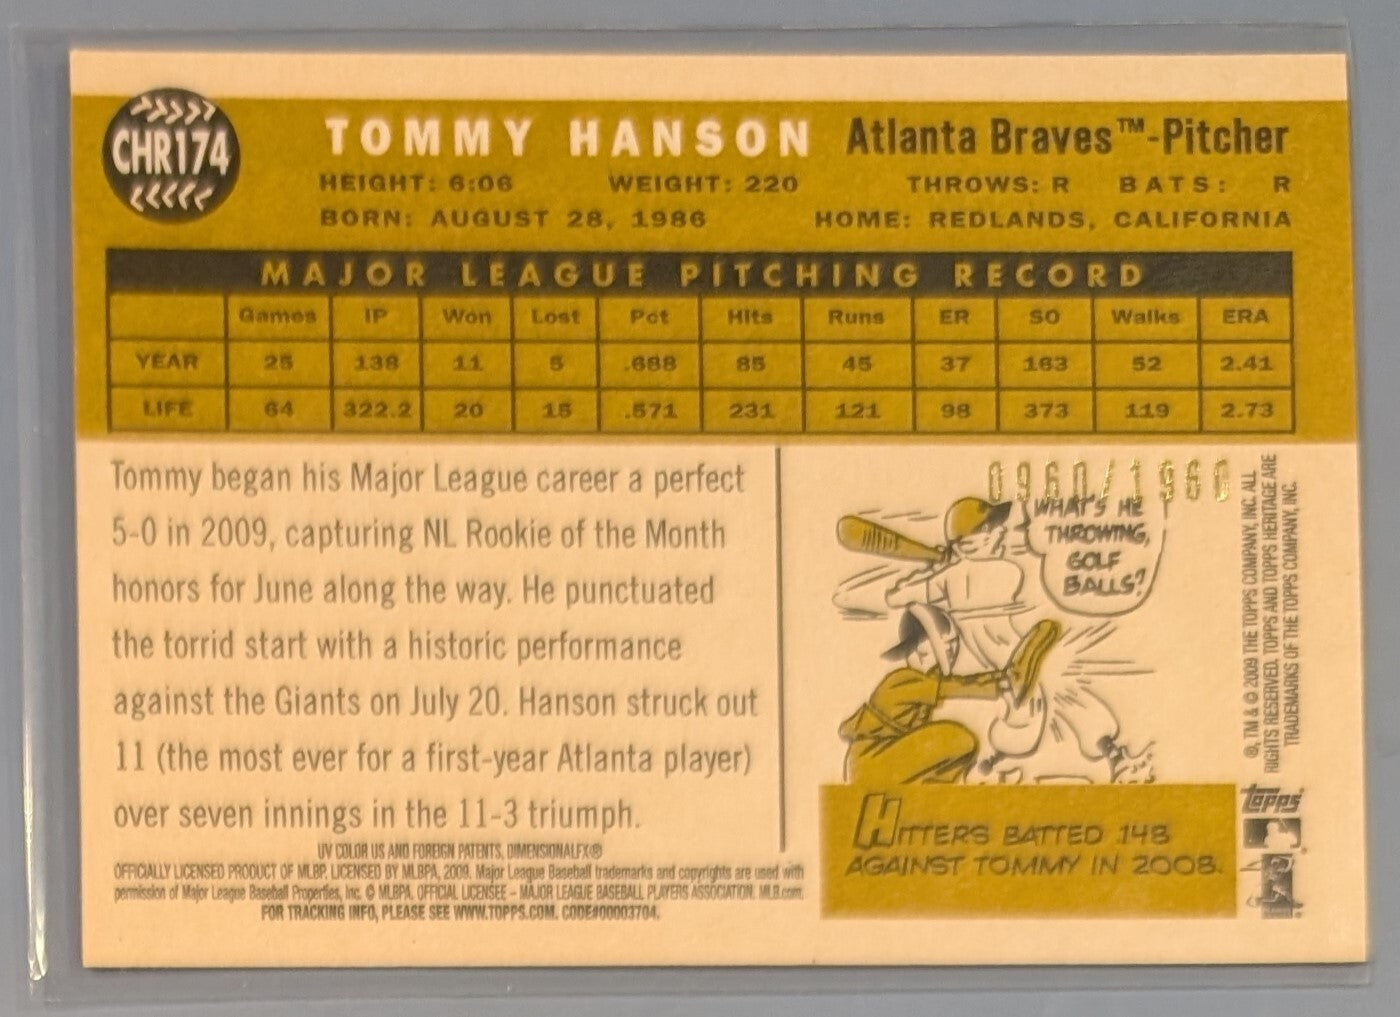 CHR174
TOMMY HANSON Atlanta Braves™-Pitcher
HEIGHT: 6:06 WEIGHT: 220 THROWS: R BATS: R
BORN: AUGUST 28, 1986 HOME: REDLANDS, CALIFORNIA
MAJOR LEAGUE PITCHING RECORD
Games IP Won Lost Pct Hits Runs ER SO Walks ERA
YEAR 25 138 11 5 .688 85 45 37 163 52 2.41
LIFE 64 322.2 20 15 .571 231 121 98 373 119 2.73
Tommy began his Major League career a perfect
5-0 in 2009, capturing NL Rookie of the Month
honors for June along the way. He punctuated
the torrid start with a historic performance
against the Giants on July 20. Hanson struck out
11 (the most ever for a first-year Atlanta player)
over seven innings in the 11-3 triumph.
UV COLOR US AND FOREIGN PATENTS, DIMENSIONALFX®
OFFICIALLY LICENSED PRODUCT OF MLBP. LICENSED BY MLBPA, 2009. Major League Baseball trademarks and copyrights are used with
permission of Major League Baseball Properties, Inc. © MLBPA. OFFICIAL LICENSEE – MAJOR LEAGUE BASEBALL PLAYERS ASSOCIATION. MLB.com.
FOR TRACKING INFO, PLEASE SEE WWW.TOPPS.COM. CODE#00003704.
0960/1960
WHAT'S HE
THROWING,
GOLF
BALLS?
HITTERS BATTED .148
AGAINST TOMMY IN 2008.
®, TM & © 2009 THE TOPPS COMPANY, INC. ALL
RIGHTS RESERVED. TOPPS AND TOPPS HERITAGE ARE
TRADEMARKS OF THE TOPPS COMPANY, INC.
topps